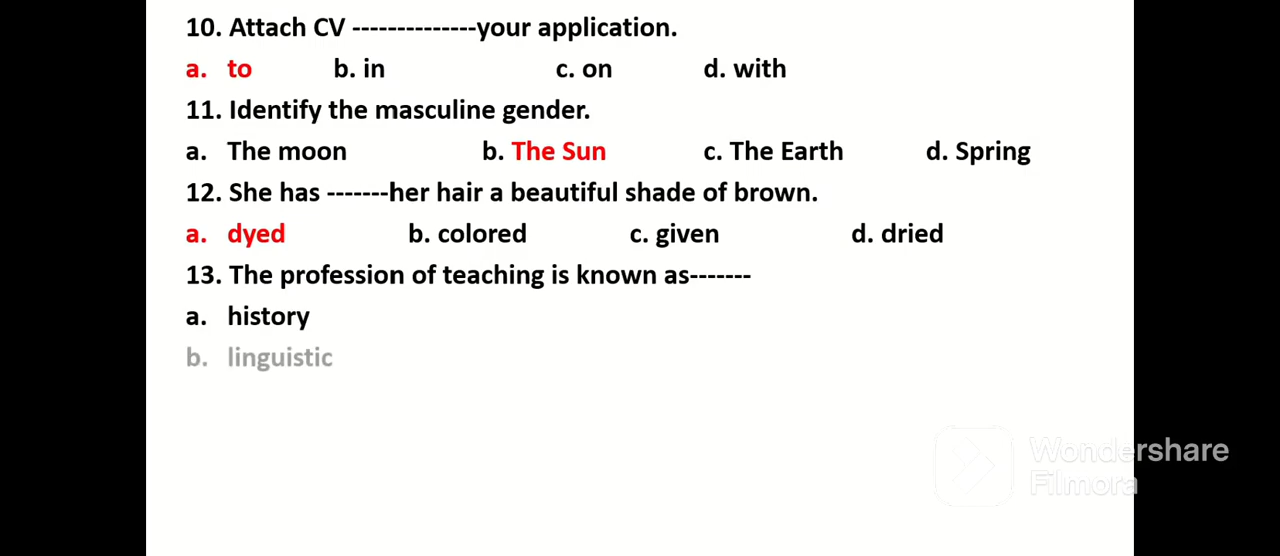 10. Attach CV --------------your application.
a. to b. in c. on d. with
11. Identify the masculine gender.
a. The moon b. The Sun c. The Earth d. Spring
12. She has -------her hair a beautiful shade of brown.
a. dyed b. colored c. given d. dried
13. The profession of teaching is known as-------
a. history
b. linguistic
Wondershare
Filmora